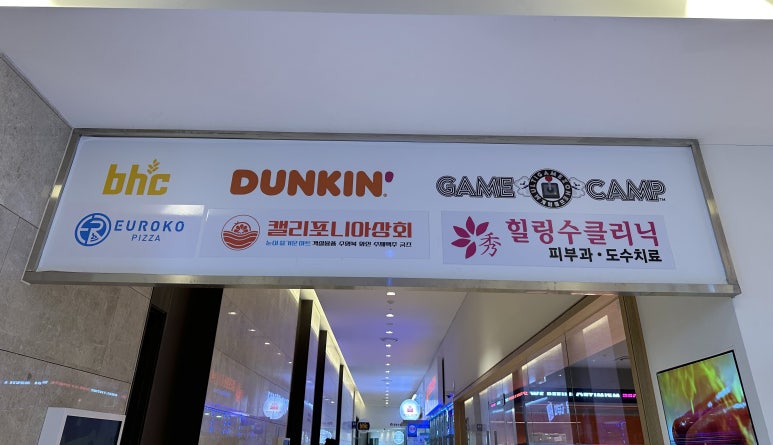 bhc
DUNKIN'
GAME CAMP™
EUROKO
PIZZA
캘리포니아상회
秀 힐링수클리닉
피부과·도수치료